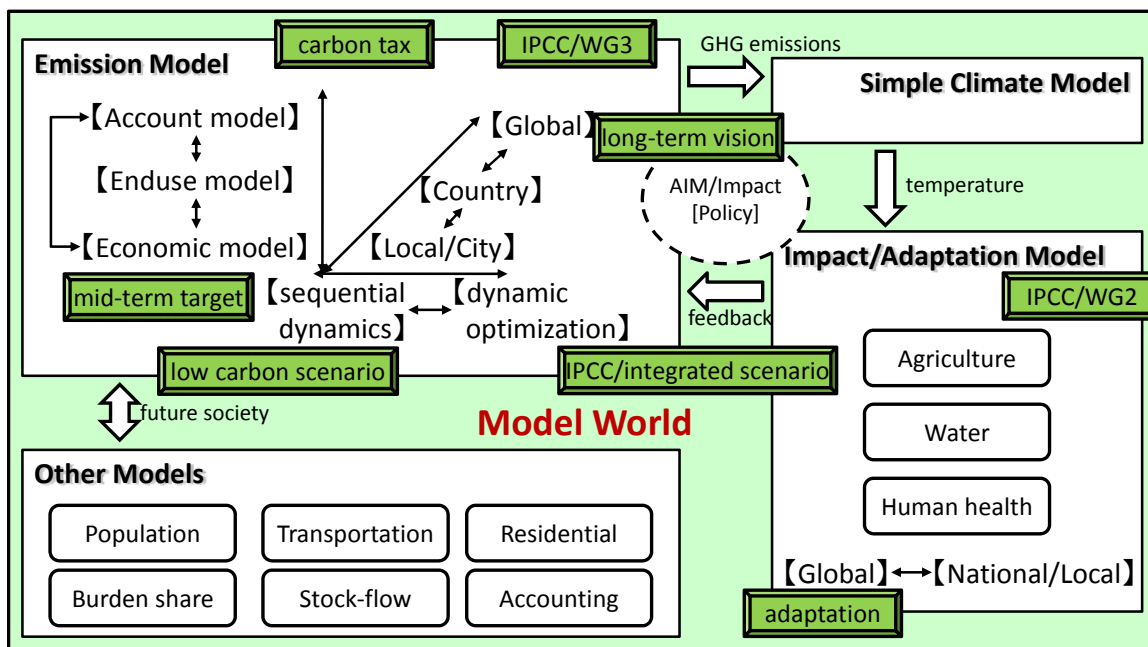 carbon tax
IPCC/WG3
Emission Model
【Account model】
【Enduse model】
【Economic model】
mid-term target
【Global】
【Country】
【Local/City】
【sequential
dynamics】
【dynamic
optimization】
low carbon scenario
IPCC/integrated scenario
GHG emissions
long-term vision
AIM/Impact
[Policy]
feedback
Simple Climate Model
temperature
Impact/Adaptation Model
IPCC/WG2
Agriculture
Water
Human health
【Global】
【National/Local】
adaptation
future society
Model World
Other Models
Population
Transportation
Residential
Burden share
Stock-flow
Accounting